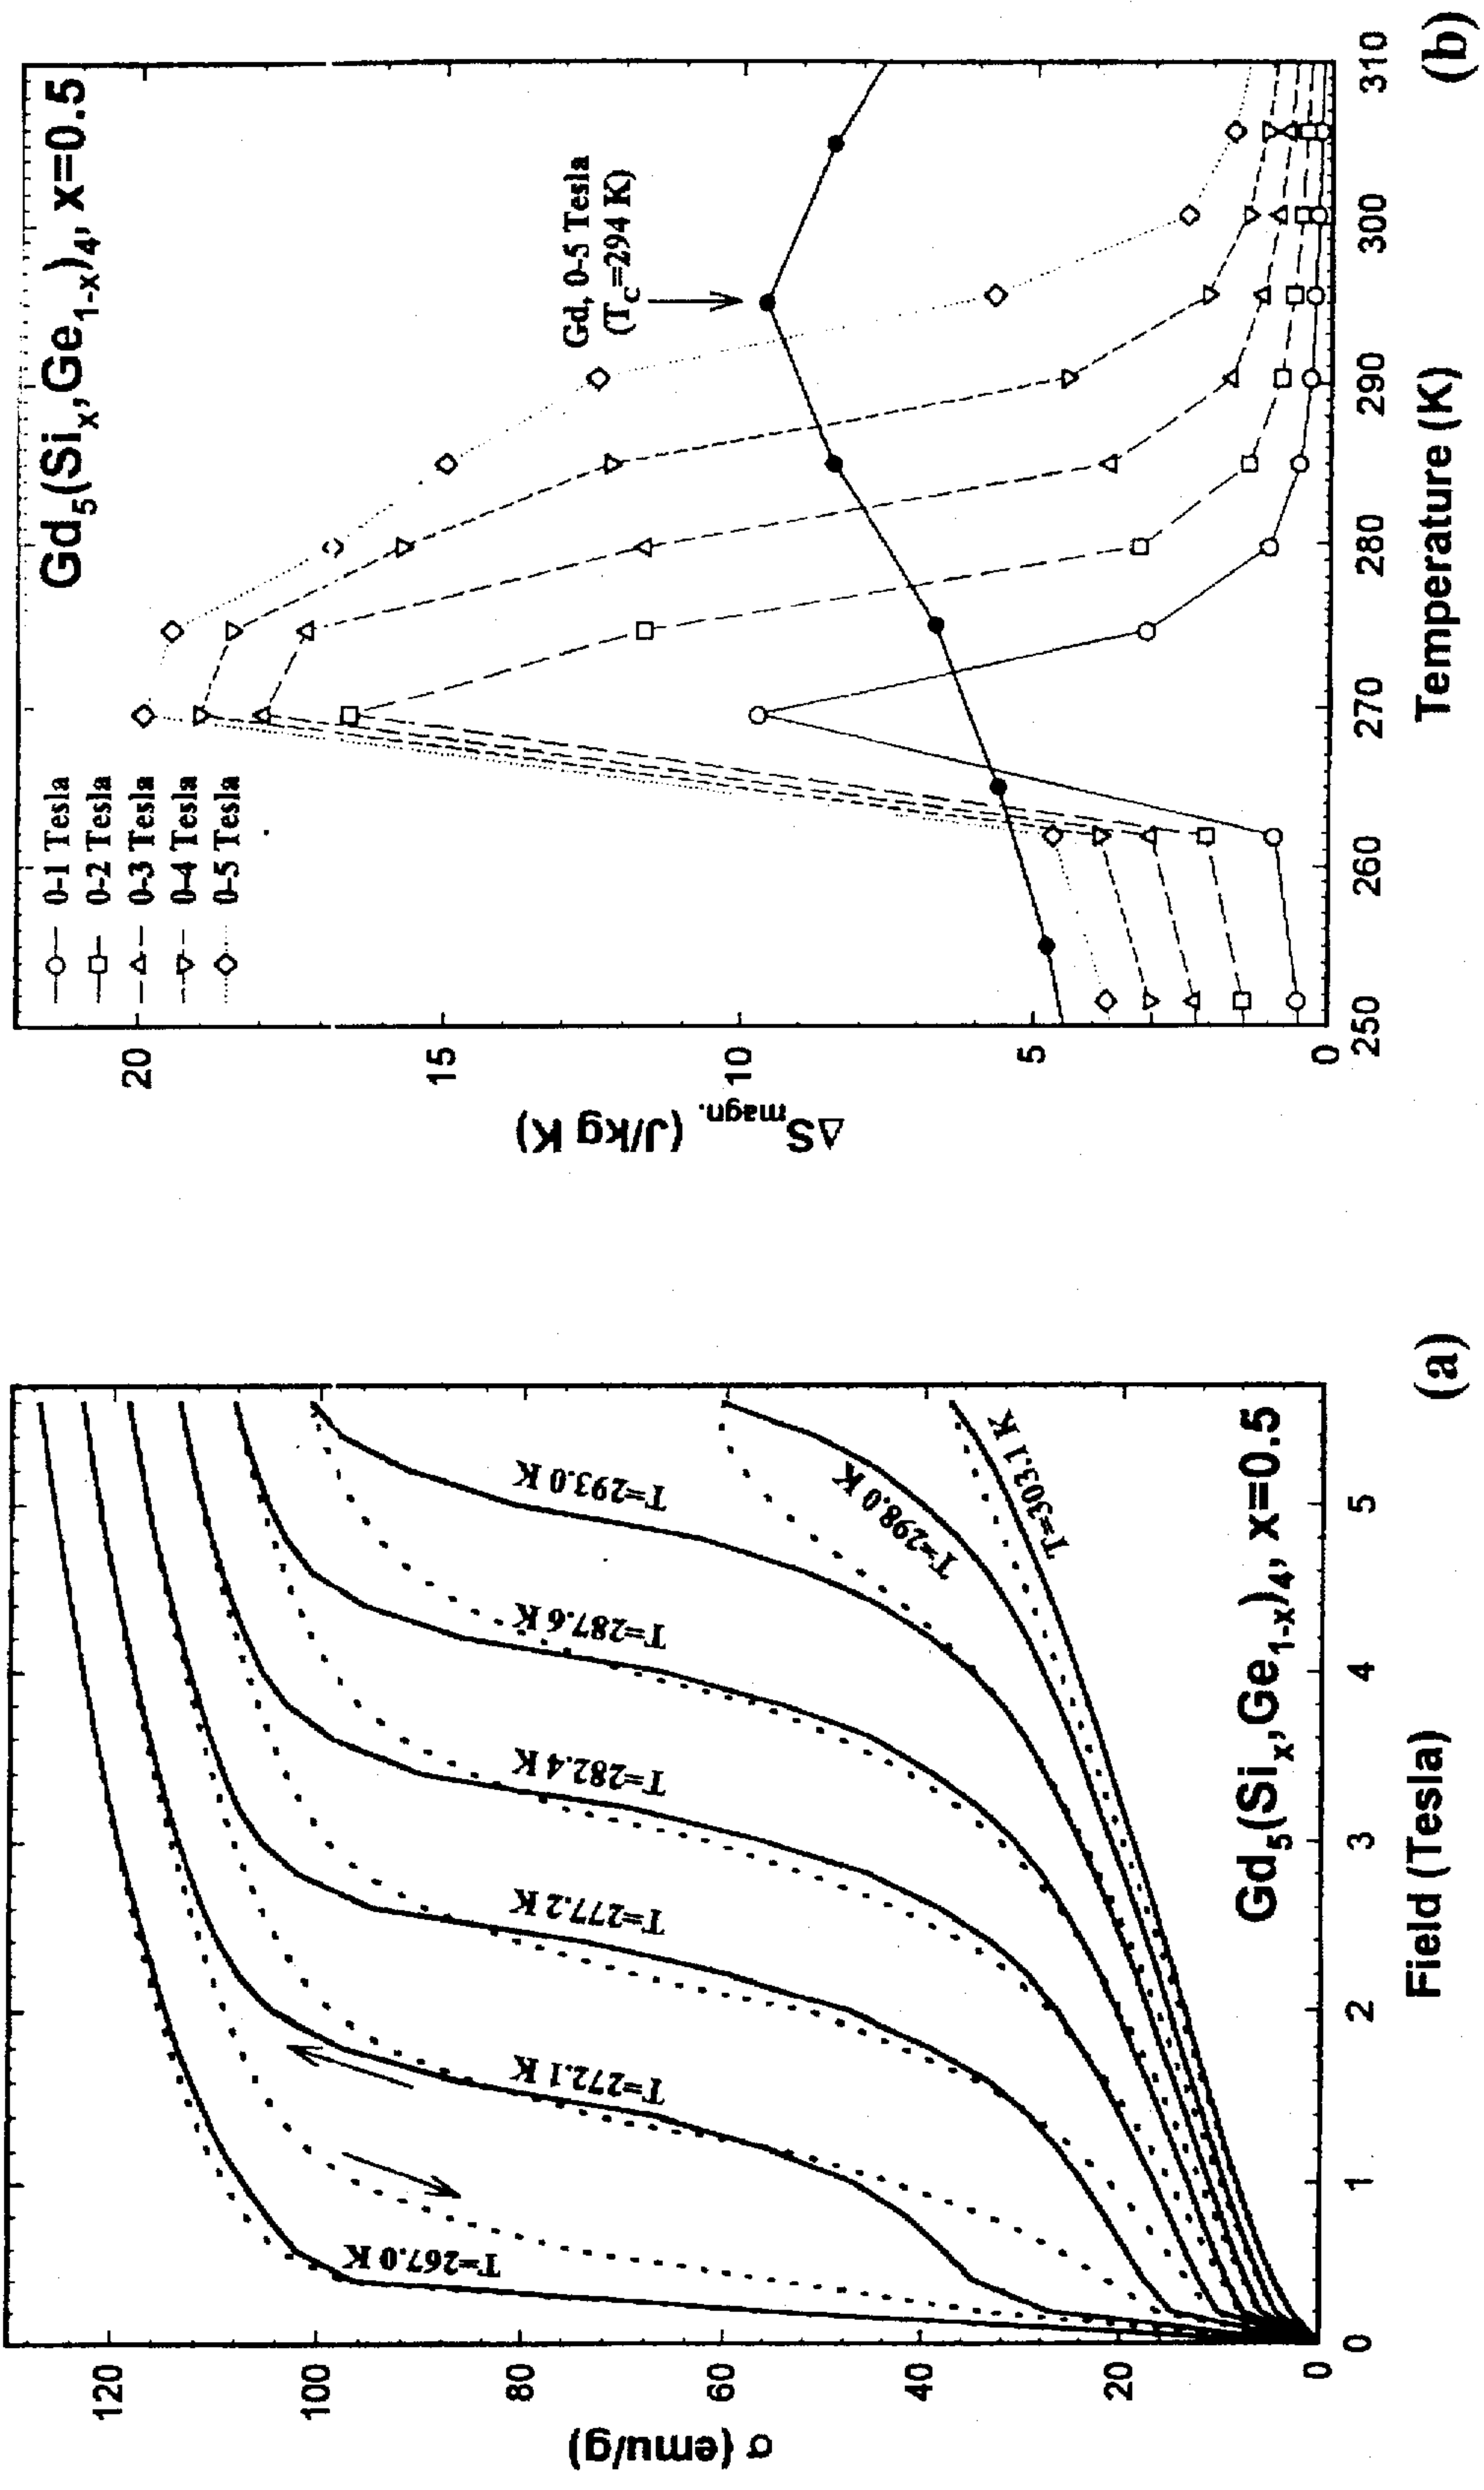 σ (emu/g)
120
100
80
60
40
20
0
T=267.0 K
T=272.1 K
T=277.2 K
T=282.4 K
T=287.6 K
T=293.0 K
T=298.0 K
T=303.1 K
Gd₅(Siₓ,Ge₁₋ₓ)₄, x=0.5
0 1 2 3 4 5
Field (Tesla)
(a)
Gd₅(Siₓ,Ge₁₋ₓ)₄, x=0.5
0-1 Tesla
0-2 Tesla
0-3 Tesla
0-4 Tesla
0-5 Tesla
Gd, 0-5 Tesla
(T_C=294 K)
ΔS_magn. (J/kg K)
20
15
10
5
0
250 260 270 280 290 300 310
Temperature (K)
(b)